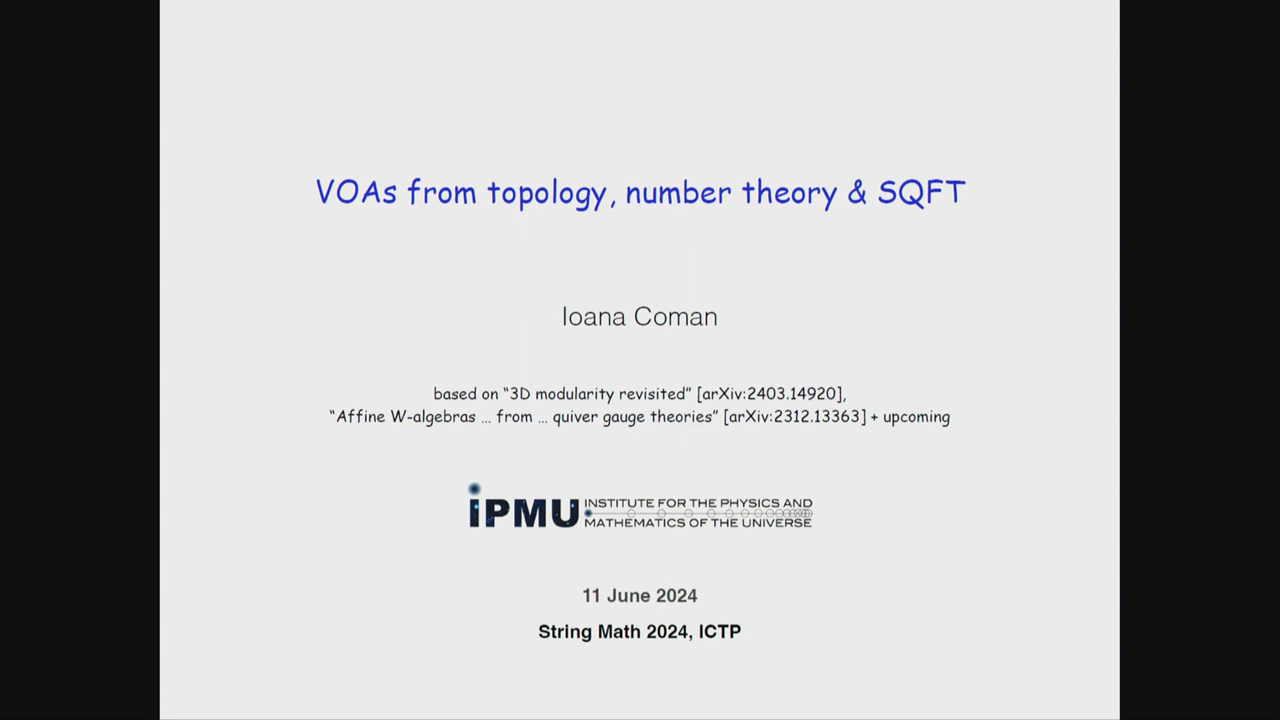 VOAs from topology, number theory & SQFT
Ioana Coman
based on “3D modularity revisited” [arXiv:2403.14920],
“Affine W-algebras ... from ... quiver gauge theories” [arXiv:2312.13363] + upcoming
iPMU INSTITUTE FOR THE PHYSICS AND
MATHEMATICS OF THE UNIVERSE
11 June 2024
String Math 2024, ICTP